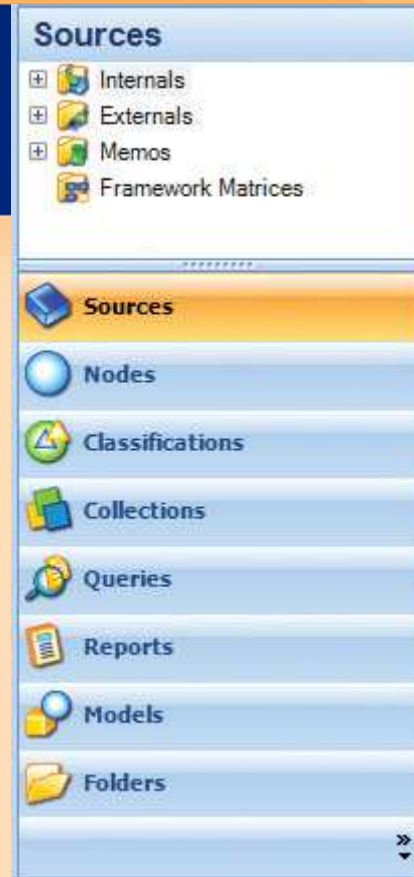 Sources
Internals
Externals
Memos
Framework Matrices
Sources
Nodes
Classifications
Collections
Queries
Reports
Models
Folders